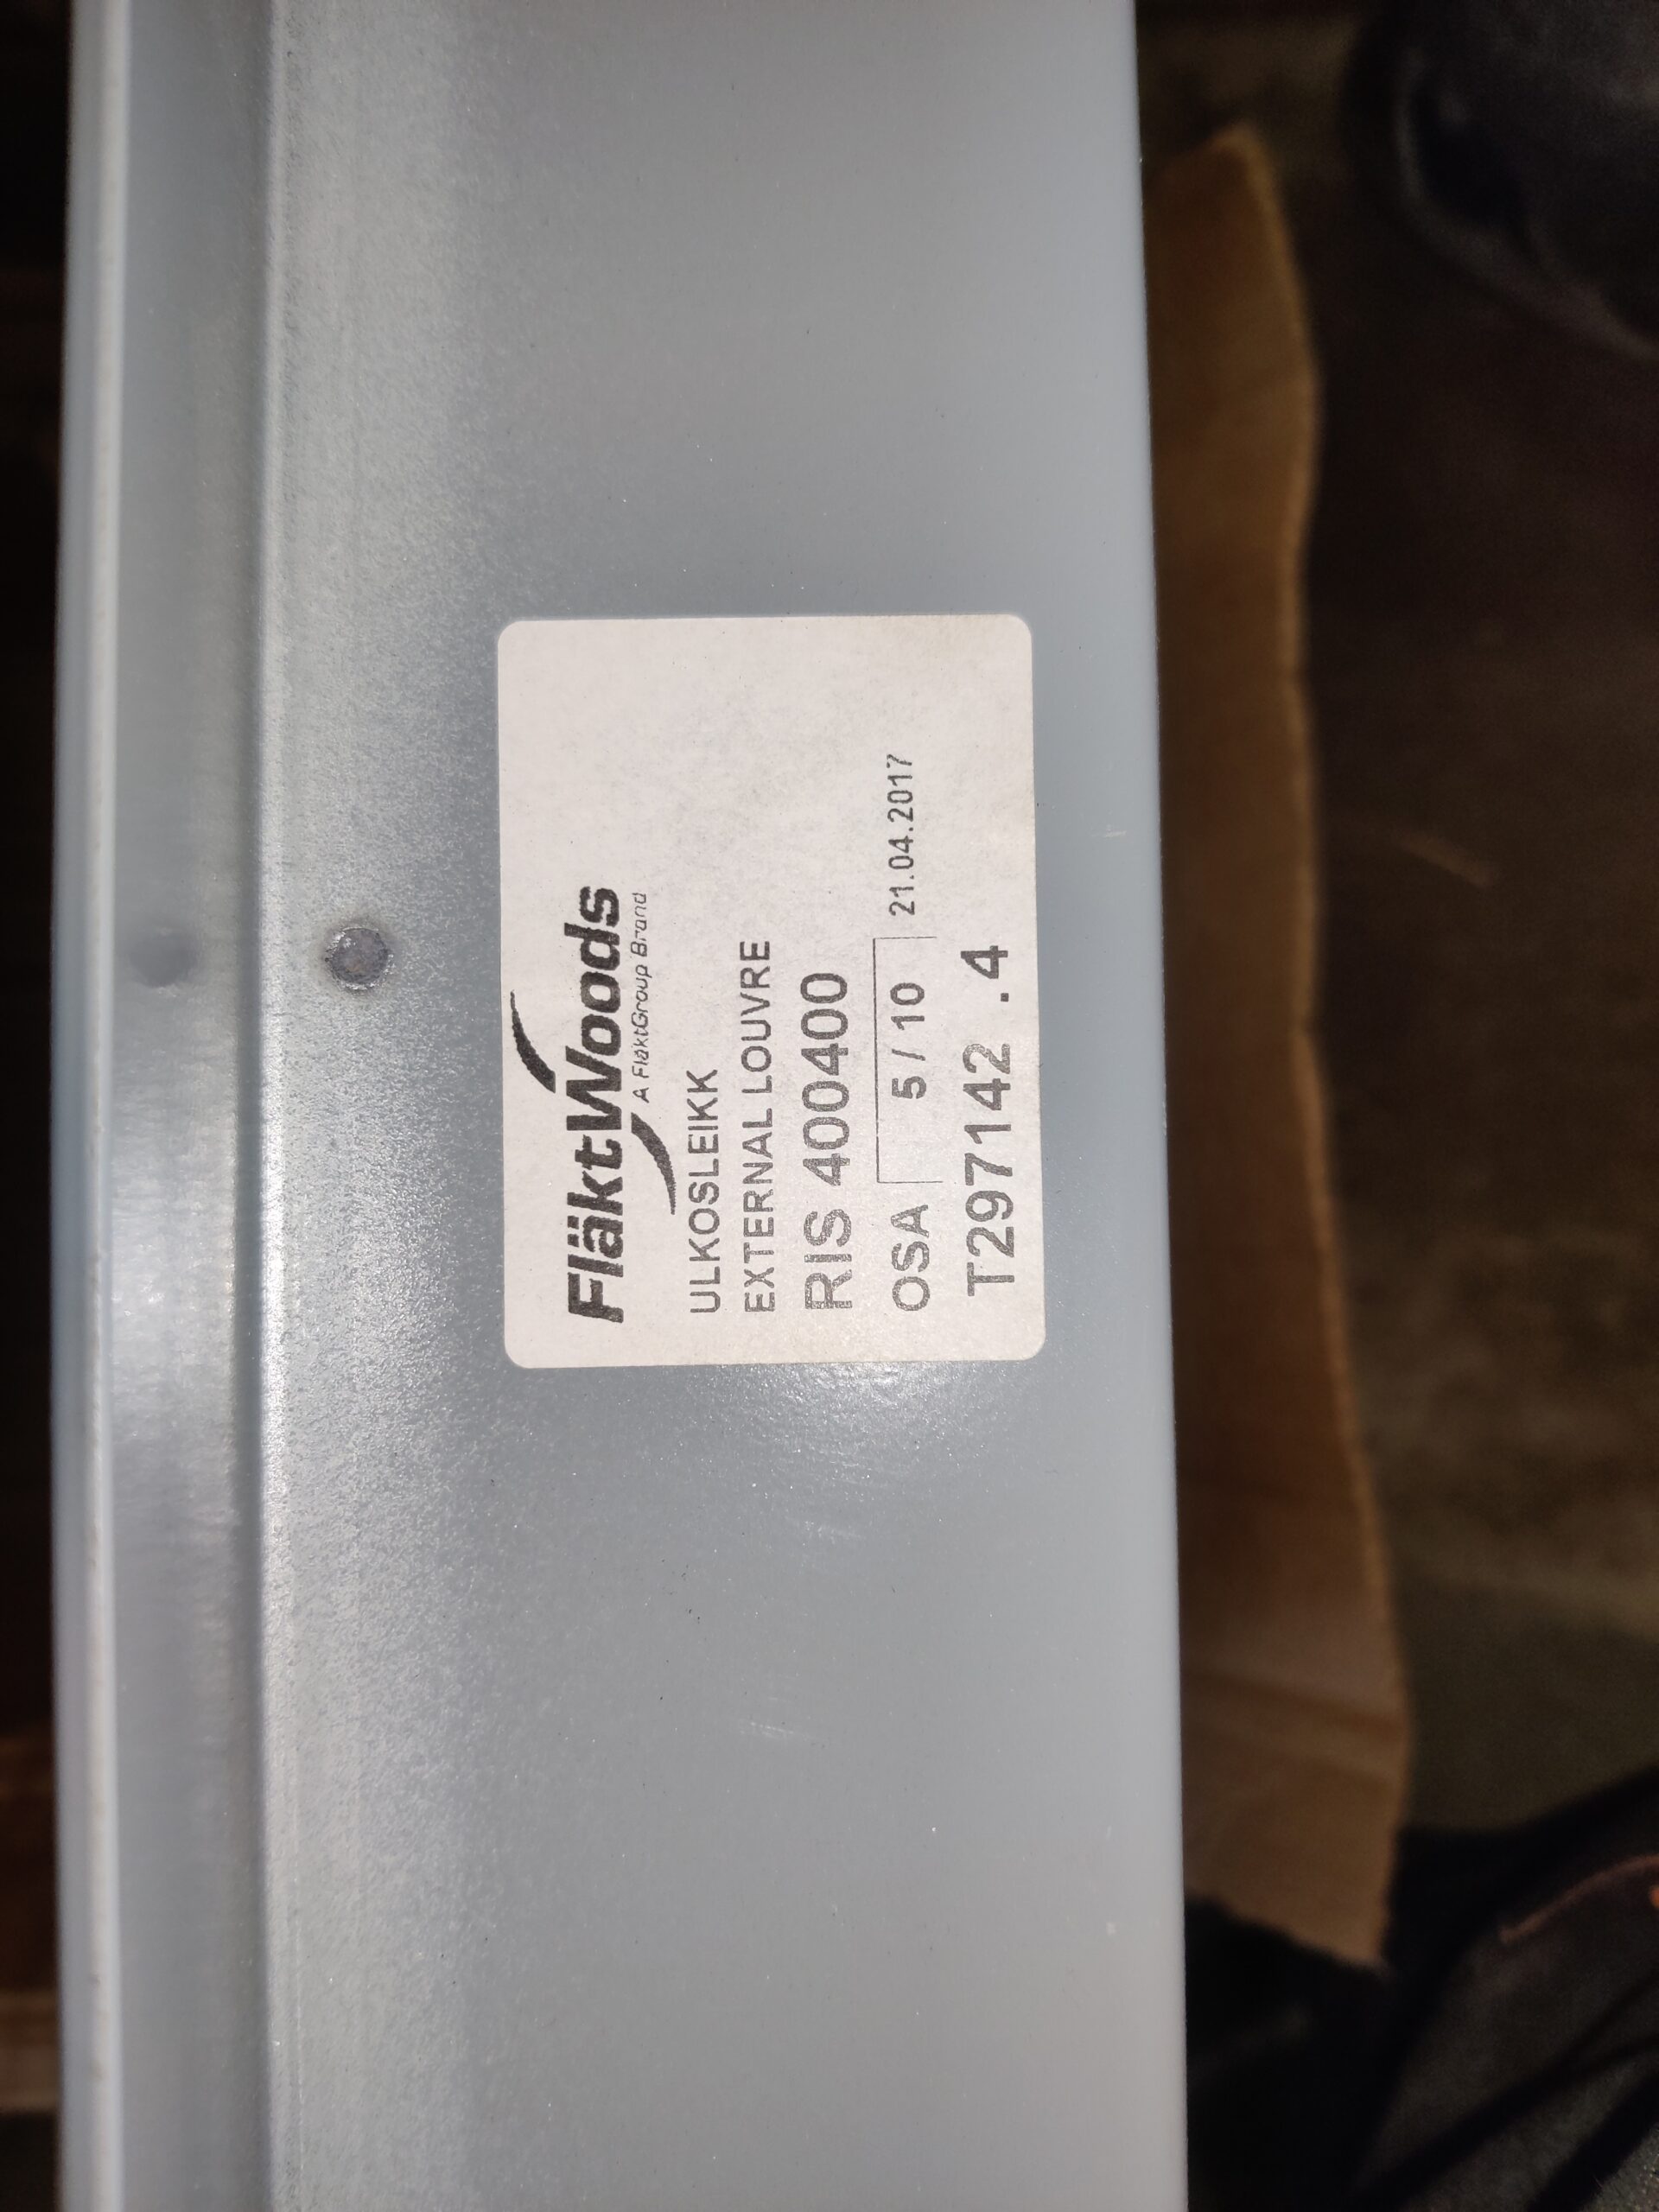 FläktWoods
A FläktGroup Brand
ULKOSLEIKK
EXTERNAL LOUVRE
RIS 400400
OSA 5 / 10 21.04.2017
T297142 .4